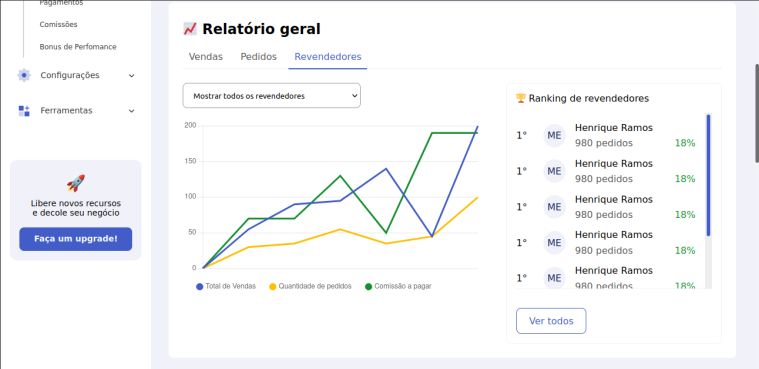 Pagamentos
Comissões
Bonus de Perfomance
Configurações
Ferramentas
Libere novos recursos
e decole seu negócio
Faça um upgrade!
Relatório geral
Vendas Pedidos Revendedores
Mostrar todos os revendedores
200
150
100
50
0
Total de Vendas Quantidade de pedidos Comissão a pagar
Ranking de revendedores
1° ME Henrique Ramos
980 pedidos 18%
1° ME Henrique Ramos
980 pedidos 18%
1° ME Henrique Ramos
980 pedidos 18%
1° ME Henrique Ramos
980 pedidos 18%
1° ME Henrique Ramos
980 pedidos 18%
Ver todos